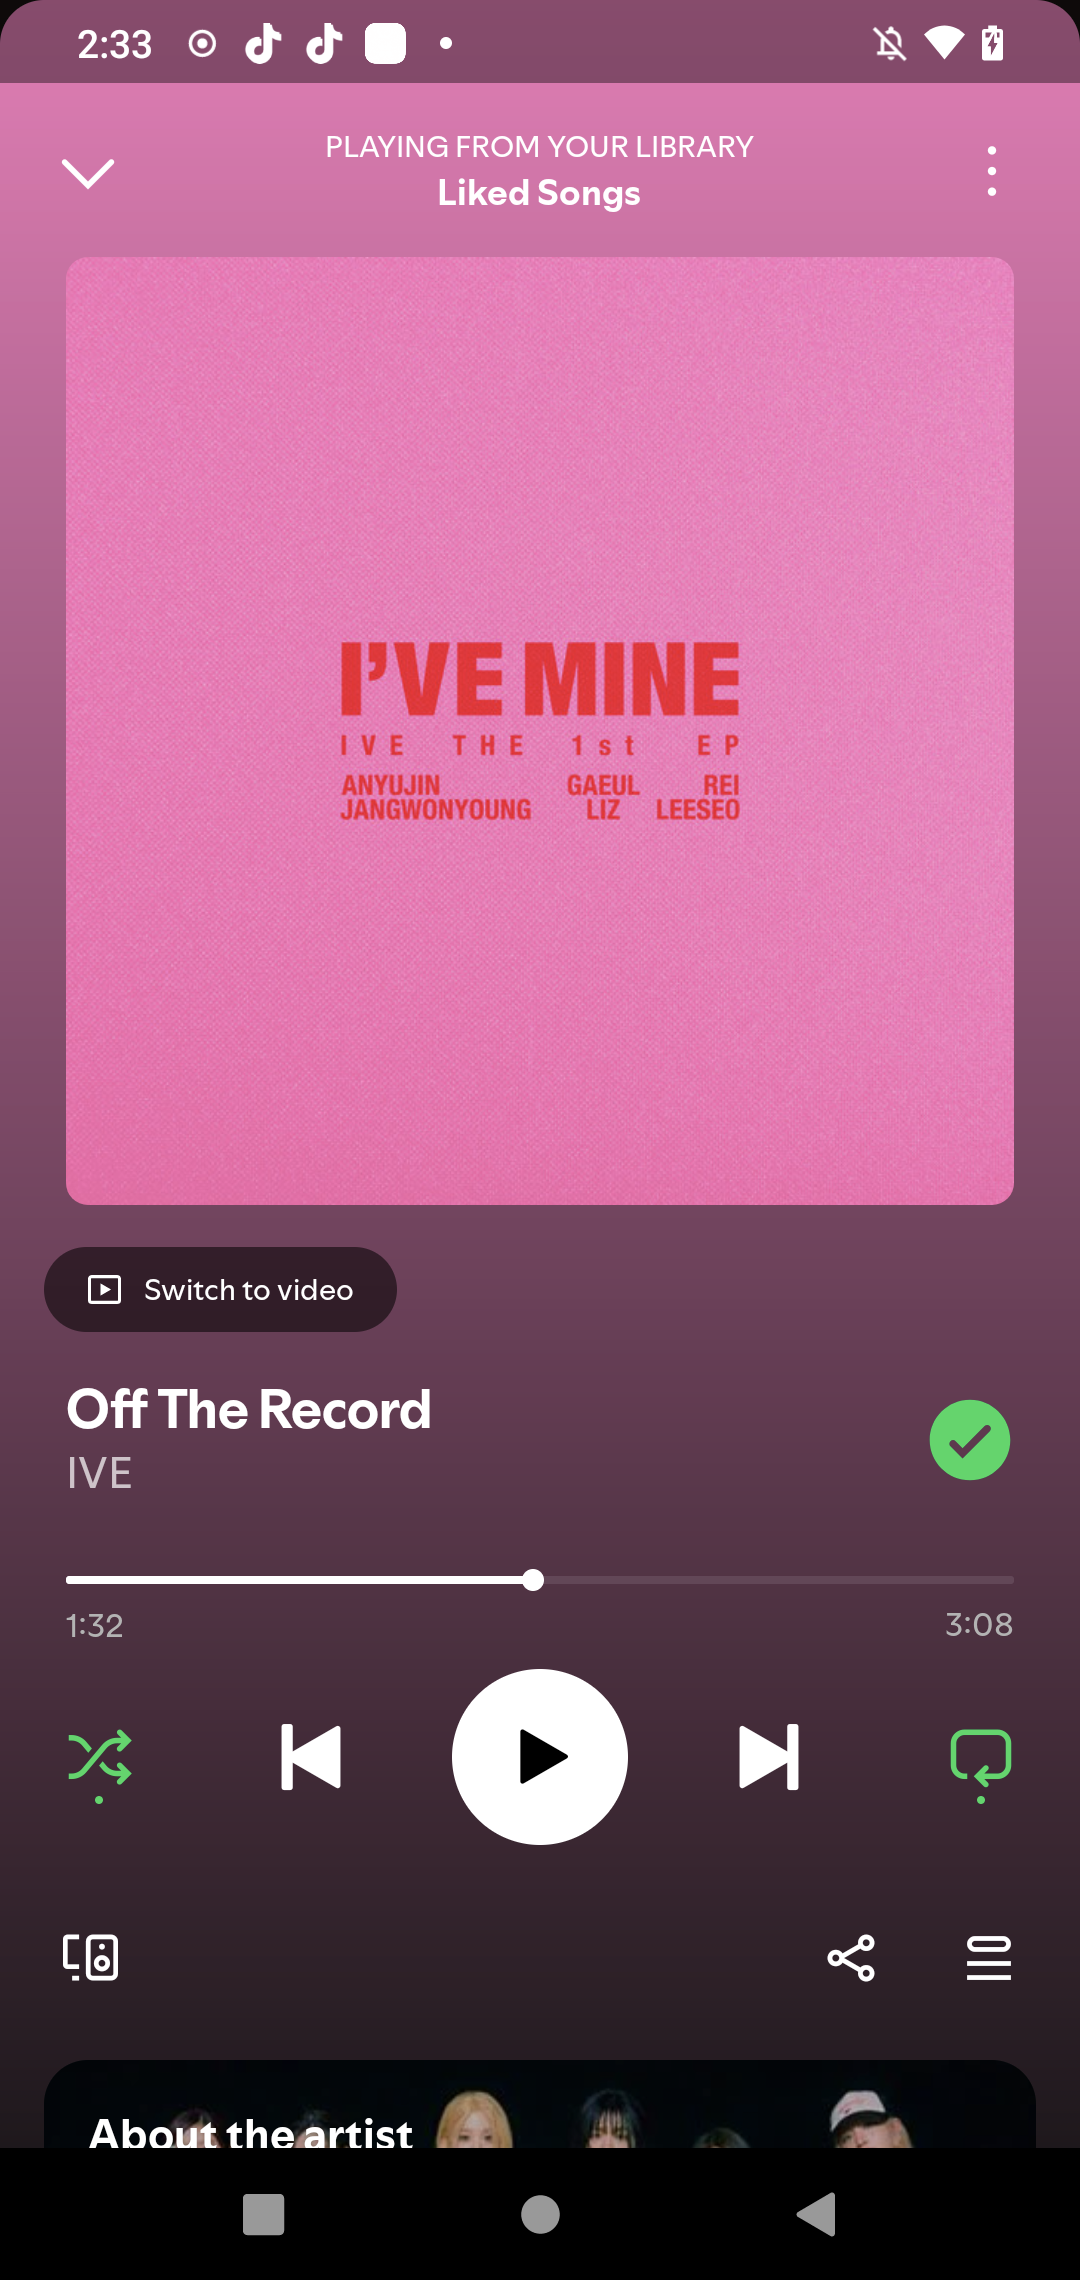 2:33
PLAYING FROM YOUR LIBRARY
Liked Songs
I'VE MINE
IVE THE 1st EP
ANYUJIN GAEUL REI
JANGWONYOUNG LIZ LEESEO
Switch to video
Off The Record
IVE
1:32 3:08
About the artist